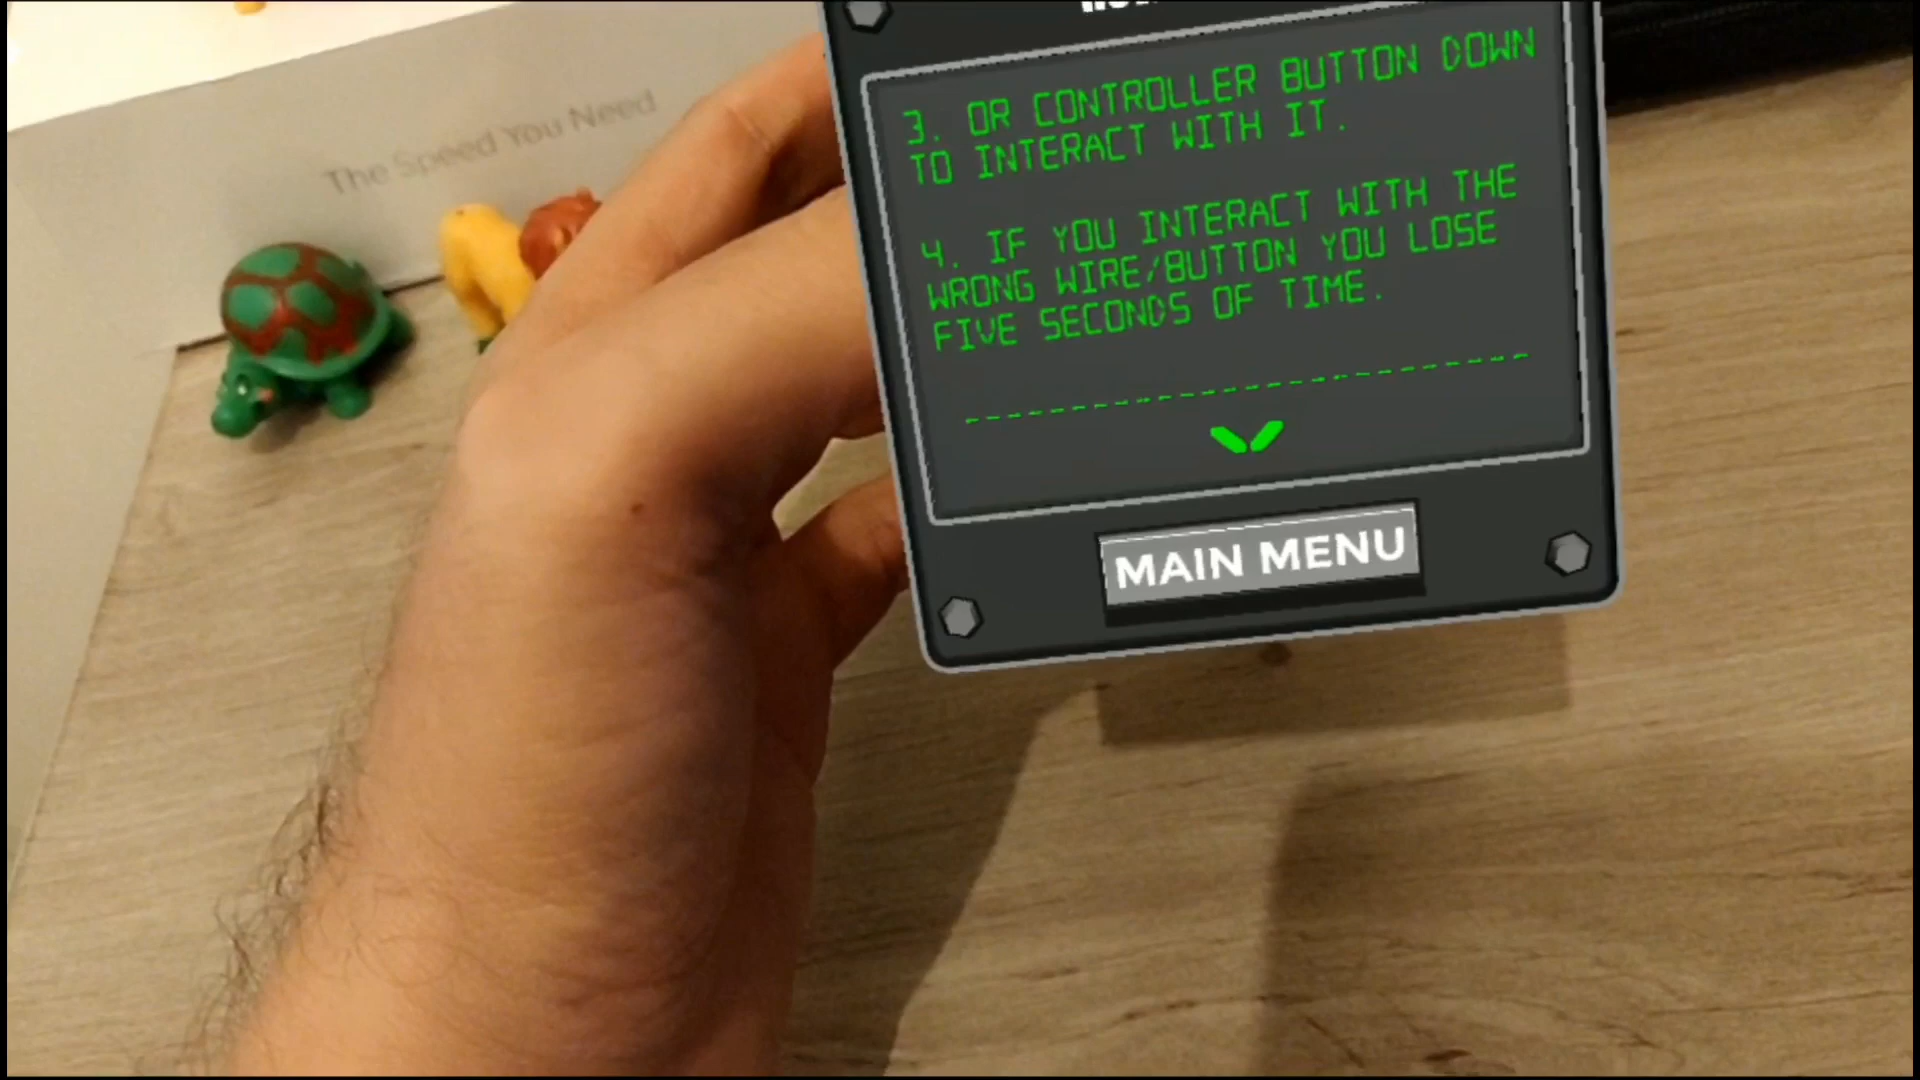 The Speed You Need
3. OR CONTROLLER BUTTON DOWN
TO INTERACT WITH IT.
4. IF YOU INTERACT WITH THE
WRONG WIRE/BUTTON YOU LOSE
FIVE SECONDS OF TIME.
MAIN MENU